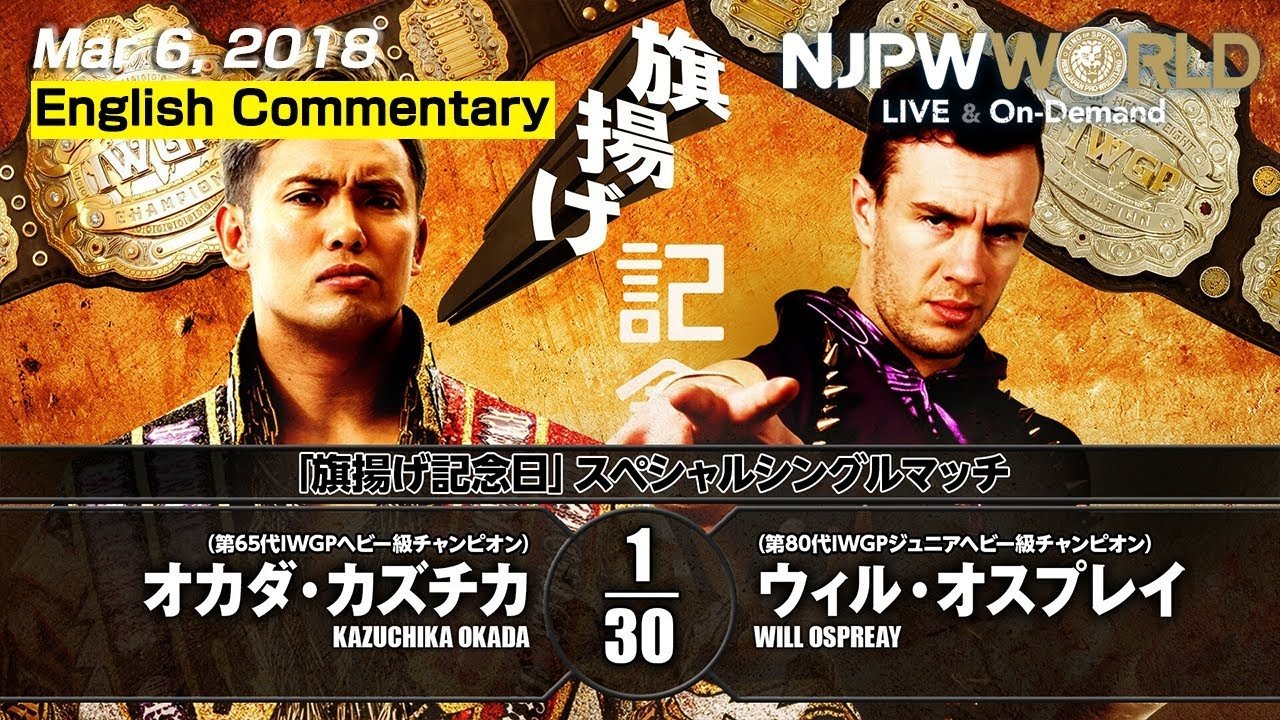 Mar 6, 2018
English Commentary
NJPW WORLD
LIVE & On-Demand
旗揚げ
記念
IWGP
CHAMPION
IWGP
「旗揚げ記念日」スペシャルシングルマッチ
(第65代IWGPヘビー級チャンピオン)
オカダ・カズチカ
KAZUCHIKA OKADA
1
30
(第80代IWGPジュニアヘビー級チャンピオン)
ウィル・オスプレイ
WILL OSPREAY